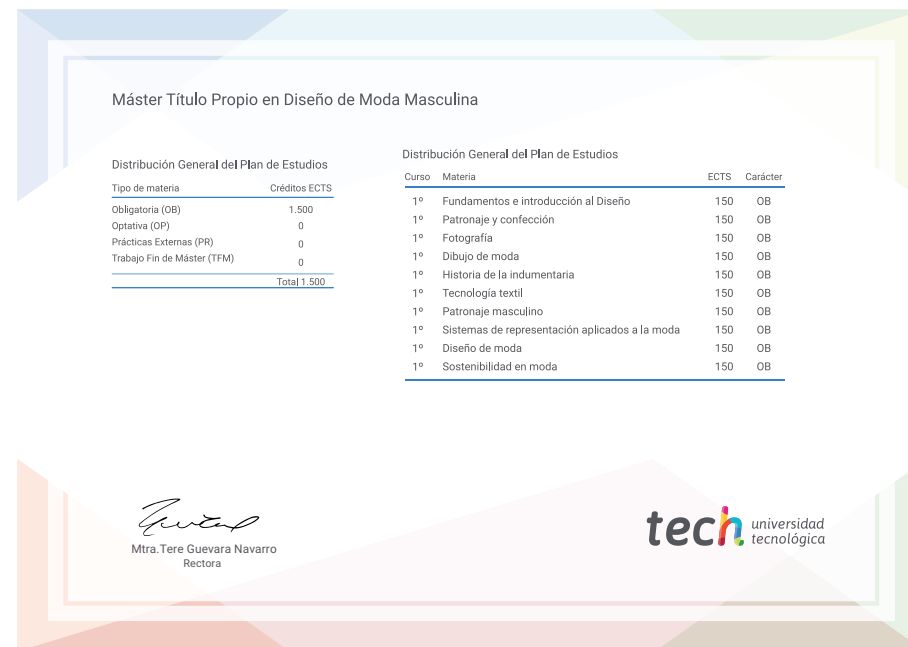 Máster Título Propio en Diseño de Moda Masculina
Distribución General del Plan de Estudios
Tipo de materia Créditos ECTS
Obligatoria (OB) 1.500
Optativa (OP) 0
Prácticas Externas (PR) 0
Trabajo Fin de Máster (TFM) 0
Total 1.500
Distribución General del Plan de Estudios
Curso Materia ECTS Carácter
1º Fundamentos e introducción al Diseño 150 OB
1º Patronaje y confección 150 OB
1º Fotografía 150 OB
1º Dibujo de moda 150 OB
1º Historia de la indumentaria 150 OB
1º Tecnología textil 150 OB
1º Patronaje masculino 150 OB
1º Sistemas de representación aplicados a la moda 150 OB
1º Diseño de moda 150 OB
1º Sostenibilidad en moda 150 OB
Mtra.Tere Guevara Navarro
Rectora
tech universidad
tecnológica